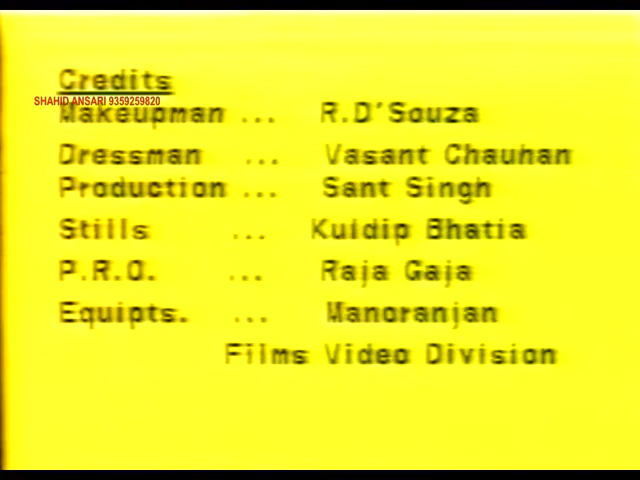 Credits
SHAHID ANSARI 9359259820
Makeupman ... R.D'Souza
Dressman ... Vasant Chauhan
Production ... Sant Singh
Stills ... Kuldip Bhatia
P.R.O. ... Raja Gaja
Equipts. ... Manoranjan
Films Video Division